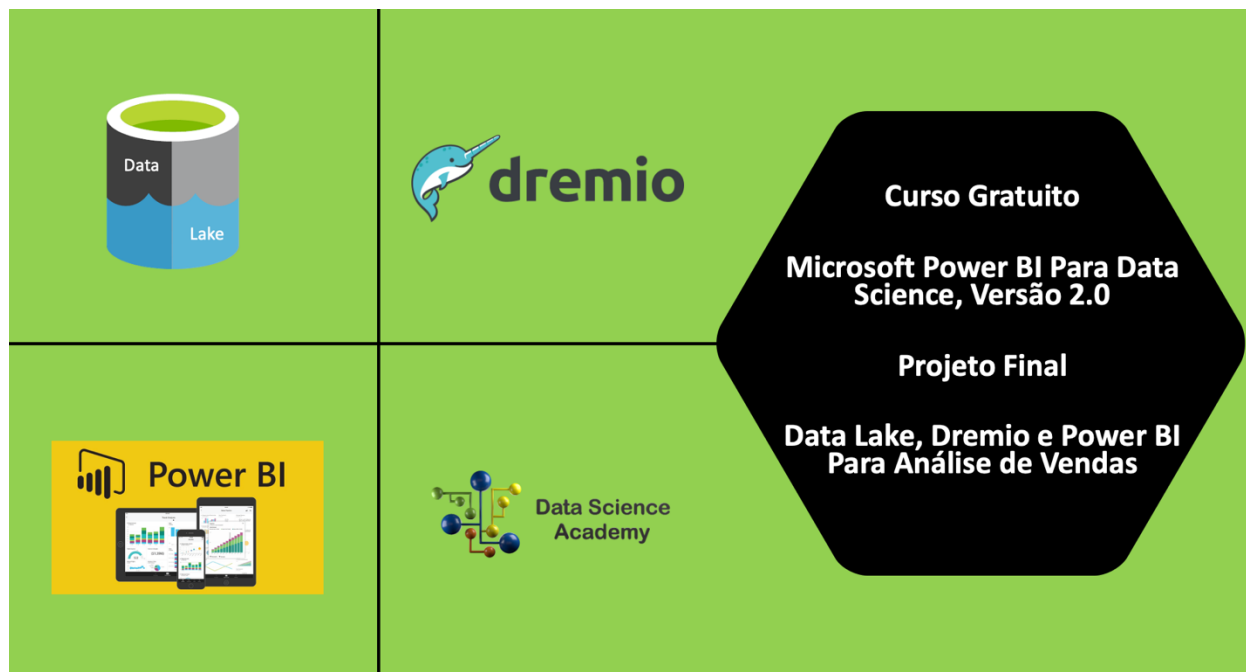 Data
Lake
dremio
Curso Gratuito
Microsoft Power BI Para Data
Science, Versão 2.0
Projeto Final
Data Lake, Dremio e Power BI
Para Análise de Vendas
Power BI
Data Science
Academy